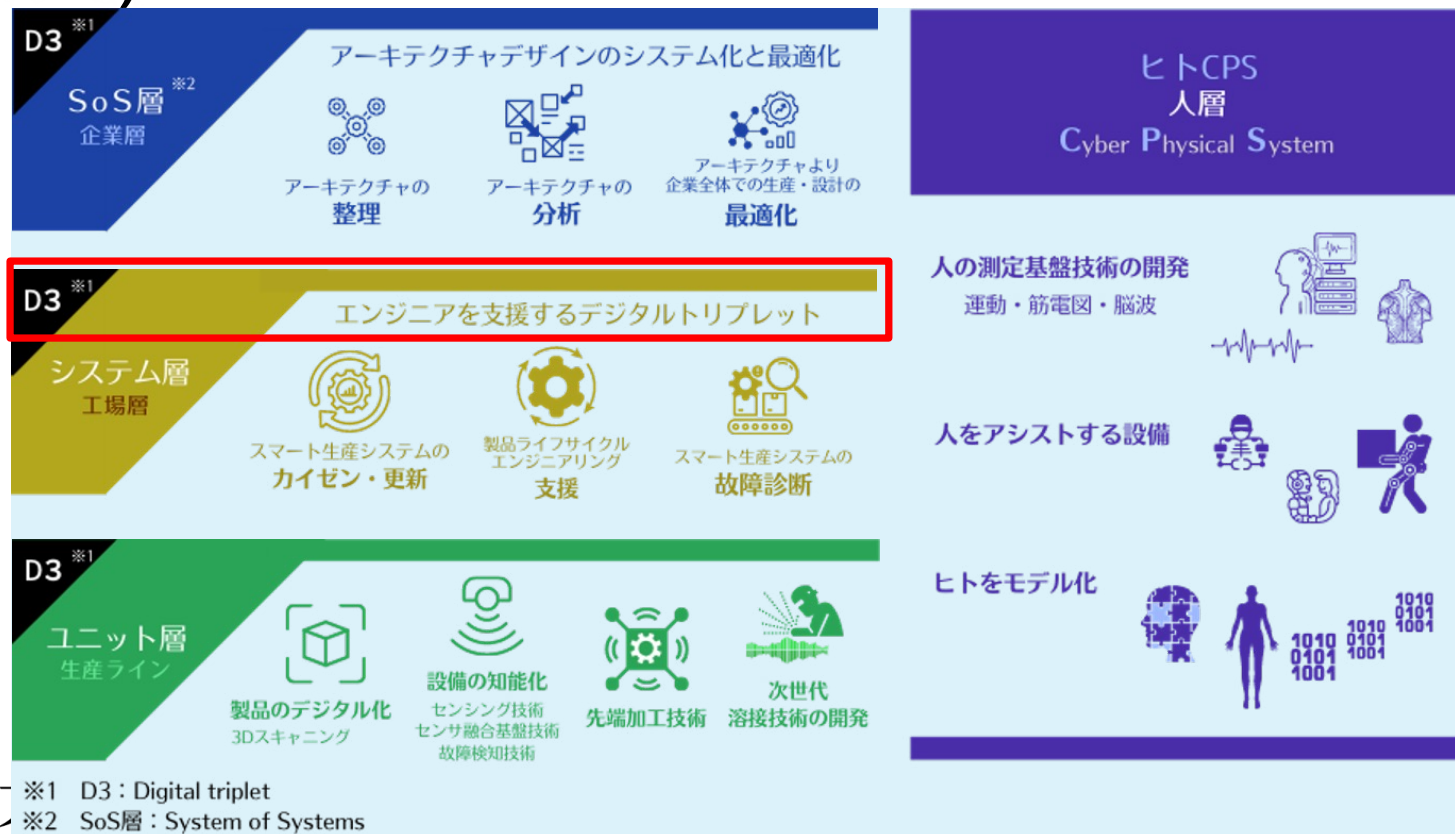 D3 ※1
SoS層 ※2
企業層
アーキテクチャデザインのシステム化と最適化
アーキテクチャの
整理
アーキテクチャの
分析
アーキテクチャより
企業全体での生産・設計の
最適化
D3 ※1
システム層
工場層
エンジニアを支援するデジタルトリプレット
スマート生産システムの
カイゼン・更新
製品ライフサイクル
エンジニアリング
支援
スマート生産システムの
故障診断
D3 ※1
ユニット層
生産ライン
製品のデジタル化
3Dスキャニング
設備の知能化
センシング技術
センサ融合基盤技術
故障検知技術
先端加工技術
次世代
溶接技術の開発
ヒトCPS
人層
Cyber Physical System
人の測定基盤技術の開発
運動・筋電図・脳波
人をアシストする設備
ヒトをモデル化
1010
0101
1001
1010
0101
1001
1010
0101
1001
※1 D3：Digital triplet
※2 SoS層：System of Systems